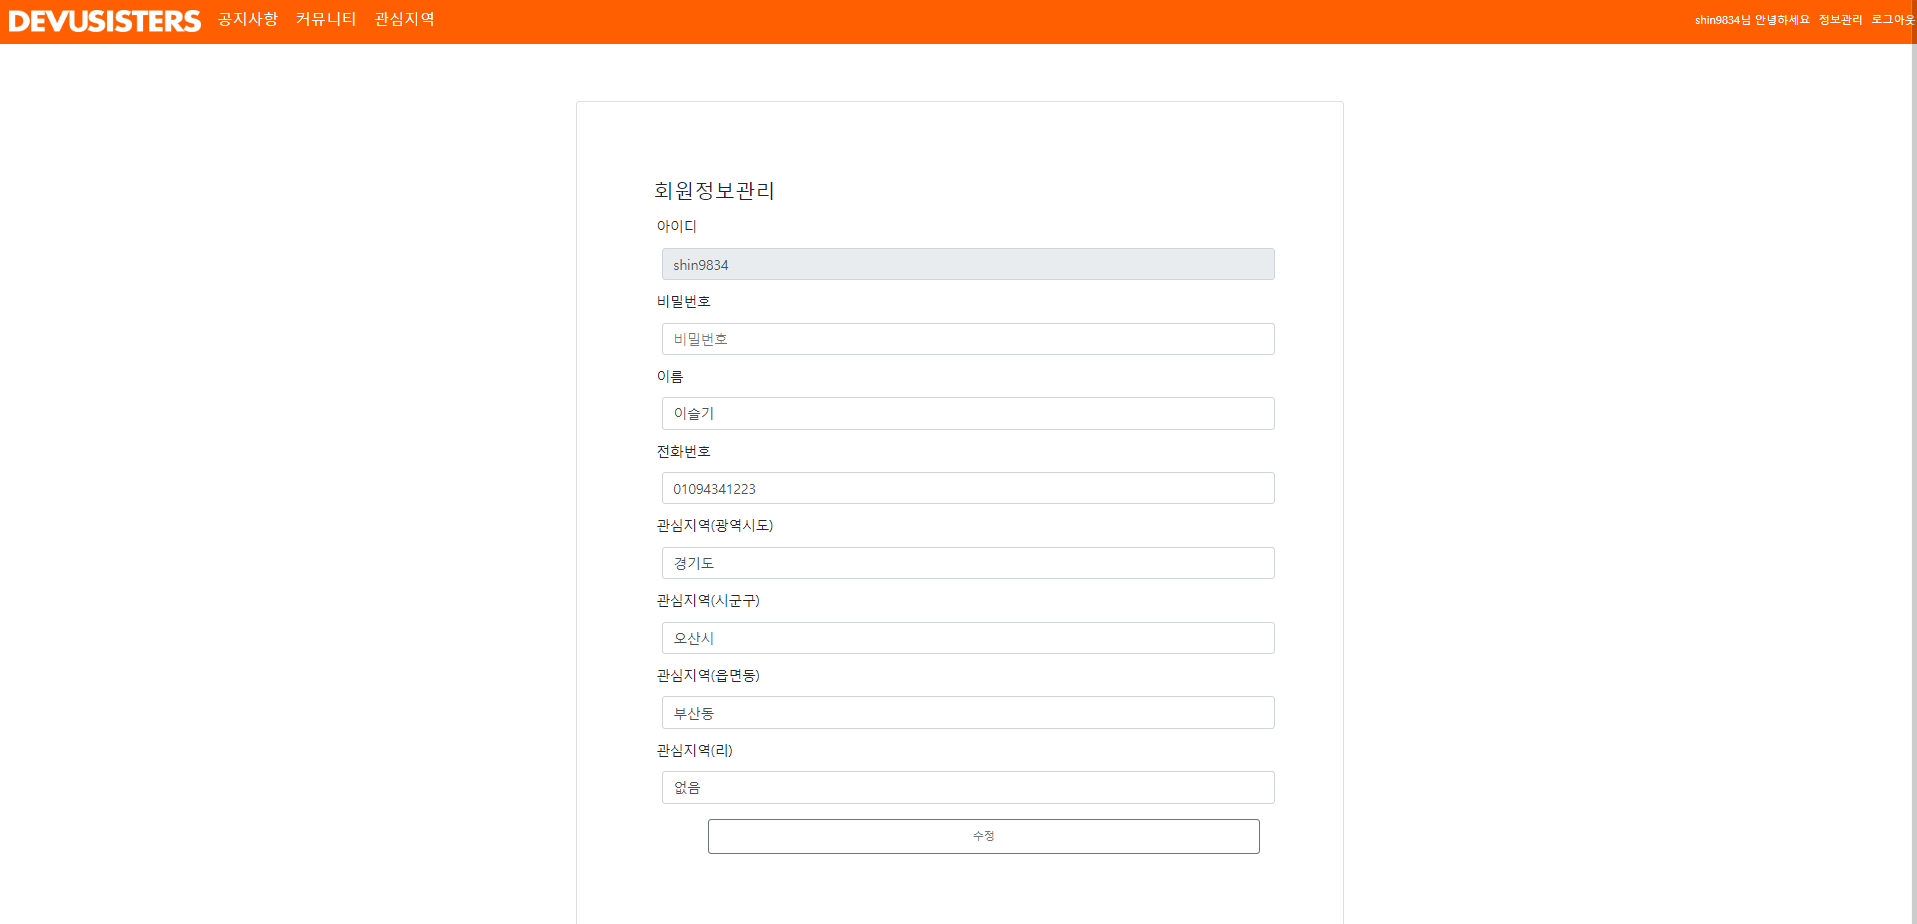 DEVUSISTERS 공지사항 커뮤니티 관심지역 shin9834님 안녕하세요 정보관리 로그아웃
회원정보관리
아이디
shin9834
비밀번호
비밀번호
이름
이슬기
전화번호
01094341223
관심지역(광역시도)
경기도
관심지역(시군구)
오산시
관심지역(읍면동)
부산동
관심지역(리)
없음
수정